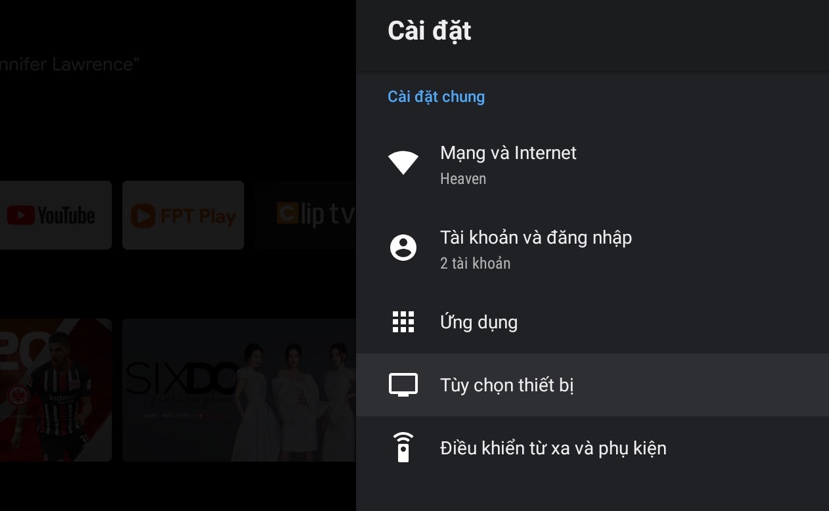 Cài đặt
nnifer Lawrence"
Cài đặt chung
Mạng và Internet
Heaven
YouTube
FPT Play
Clip tv
Tài khoản và đăng nhập
2 tài khoản
Ứng dụng
20
SIXDO
Tùy chọn thiết bị
Điều khiển từ xa và phụ kiện